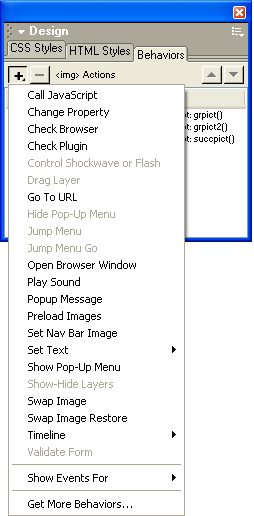 Design
CSS Styles HTML Styles Behaviors
<img> Actions
Call JavaScript
Change Property
pt: grpict()
Check Browser
pt: grpict2()
Check Plugin
pt: succpict()
Control Shockwave or Flash
Drag Layer
Go To URL
Hide Pop-Up Menu
Jump Menu
Jump Menu Go
Open Browser Window
Play Sound
Popup Message
Preload Images
Set Nav Bar Image
Set Text
Show Pop-Up Menu
Show-Hide Layers
Swap Image
Swap Image Restore
Timeline
Validate Form
Show Events For
Get More Behaviors...